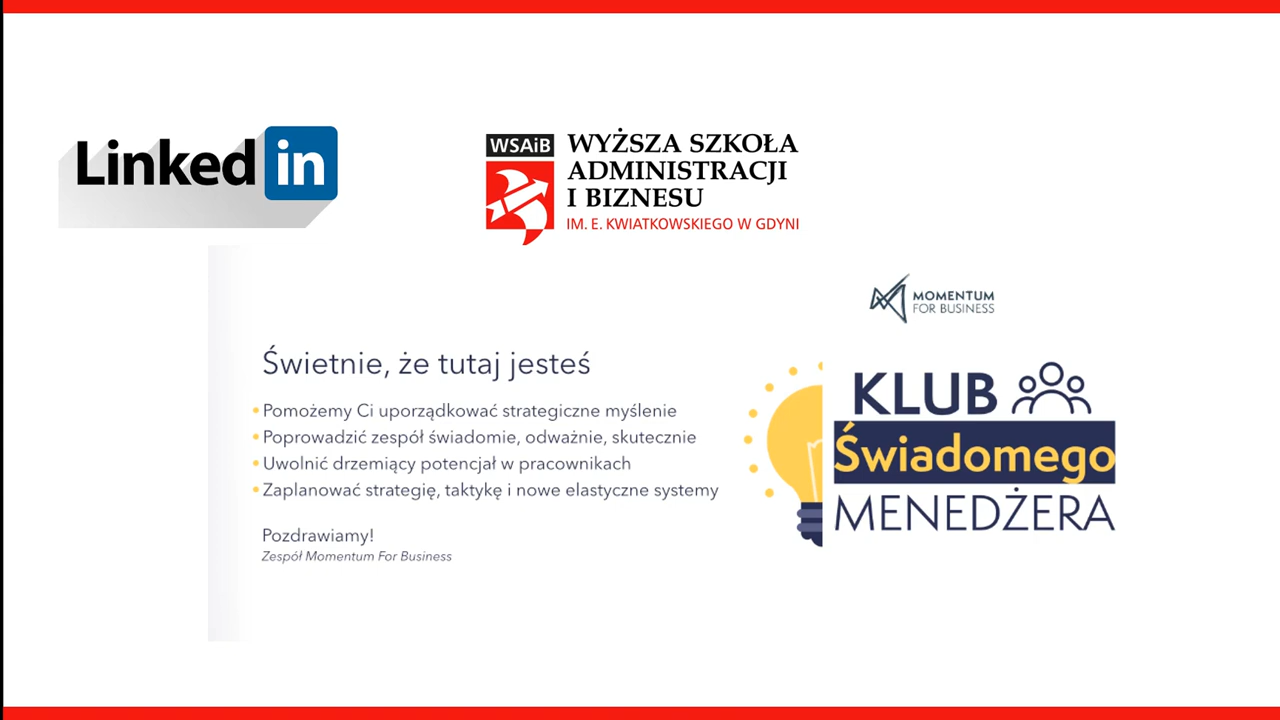 Linked in
WSAiB
WYŻSZA SZKOŁA
ADMINISTRACJI
I BIZNESU
IM. E. KWIATKOWSKIEGO W GDYNI
MOMENTUM
FOR BUSINESS
Świetnie, że tutaj jesteś
• Pomożemy Ci uporządkować strategiczne myślenie
• Poprowadzić zespół świadomie, odważnie, skutecznie
• Uwolnić drzemiący potencjał w pracownikach
• Zaplanować strategię, taktykę i nowe elastyczne systemy
Pozdrawiamy!
Zespół Momentum For Business
KLUB
Świadomego
MENEDŻERA